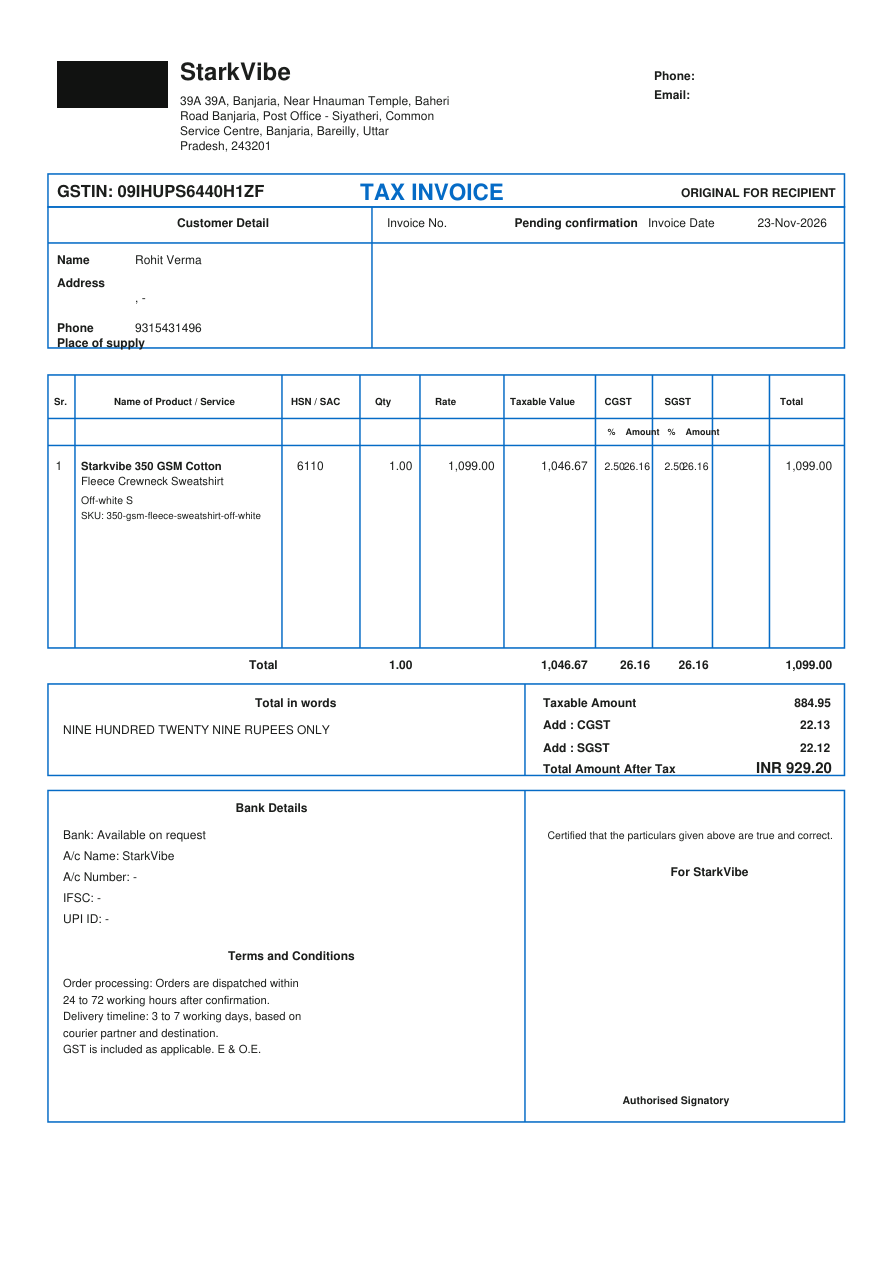 StarkVibe
39A 39A, Banjaria, Near Hnauman Temple, Baheri
Road Banjaria, Post Office - Siyatheri, Common
Service Centre, Banjaria, Bareilly, Uttar
Pradesh, 243201
Phone:
Email:
GSTIN: 09IHUPS6440H1ZF TAX INVOICE ORIGINAL FOR RECIPIENT
Customer Detail Invoice No. Pending confirmation Invoice Date 23-Nov-2026
Name Rohit Verma
Address
, -
Phone 9315431496
Place of supply
Sr. Name of Product / Service HSN / SAC Qty Rate Taxable Value CGST SGST Total
% Amount % Amount
1 Starkvibe 350 GSM Cotton 6110 1.00 1,099.00 1,046.67 2.50 26.16 2.50 26.16 1,099.00
Fleece Crewneck Sweatshirt
Off-white S
SKU: 350-gsm-fleece-sweatshirt-off-white
Total 1.00 1,046.67 26.16 26.16 1,099.00
Total in words
NINE HUNDRED TWENTY NINE RUPEES ONLY
Taxable Amount 884.95
Add : CGST 22.13
Add : SGST 22.12
Total Amount After Tax INR 929.20
Bank Details
Bank: Available on request
A/c Name: StarkVibe
A/c Number: -
IFSC: -
UPI ID: -
Terms and Conditions
Order processing: Orders are dispatched within
24 to 72 working hours after confirmation.
Delivery timeline: 3 to 7 working days, based on
courier partner and destination.
GST is included as applicable. E & O.E.
Certified that the particulars given above are true and correct.
For StarkVibe
Authorised Signatory